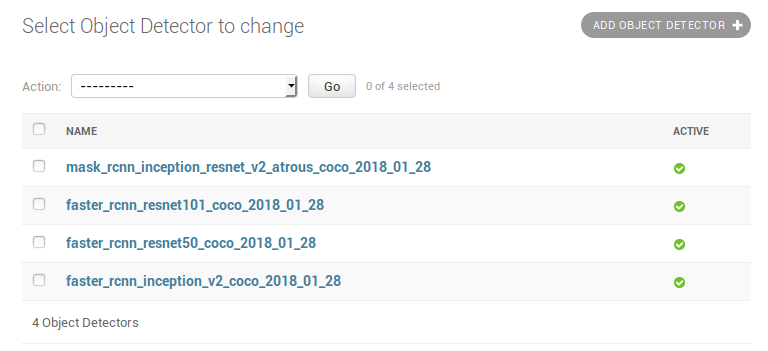 Select Object Detector to change
ADD OBJECT DETECTOR +
Action: --------- Go 0 of 4 selected
NAME ACTIVE
mask_rcnn_inception_resnet_v2_atrous_coco_2018_01_28
faster_rcnn_resnet101_coco_2018_01_28
faster_rcnn_resnet50_coco_2018_01_28
faster_rcnn_inception_v2_coco_2018_01_28
4 Object Detectors